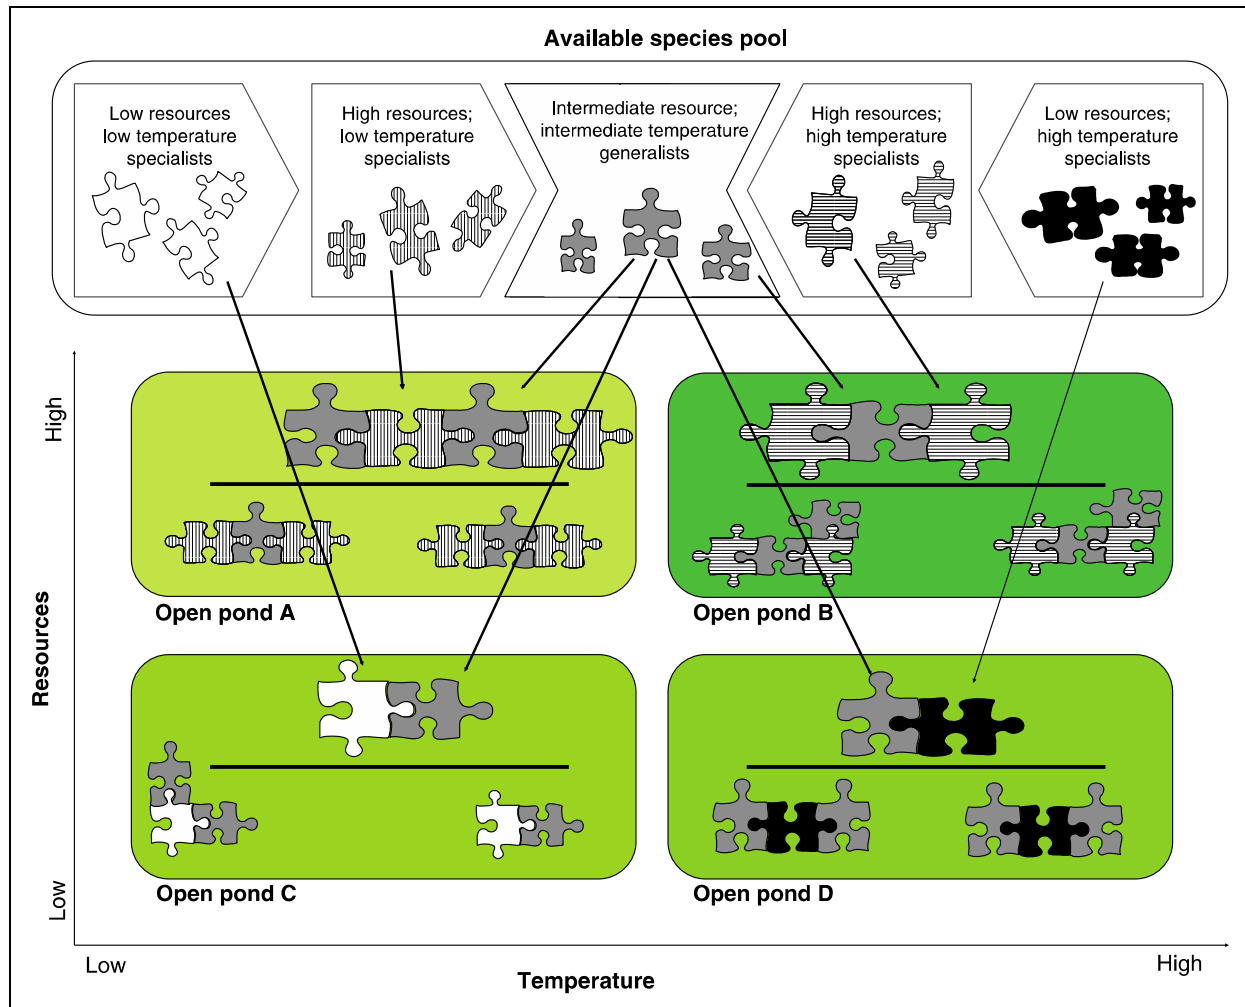 Available species pool
Low resources
low temperature
specialists
High resources;
low temperature
specialists
Intermediate resource;
intermediate temperature
generalists
High resources;
high temperature
specialists
Low resources;
high temperature
specialists
High
Resources
Low
Open pond A
Open pond B
Open pond C
Open pond D
Low
Temperature
High